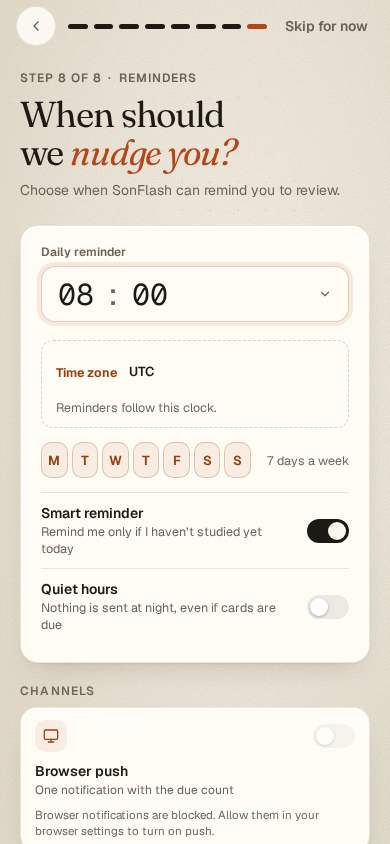 Skip for now
STEP 8 OF 8 · REMINDERS
When should
we nudge you?
Choose when SonFlash can remind you to review.
Daily reminder
08 : 00
Time zone UTC
Reminders follow this clock.
M T W T F S S 7 days a week
Smart reminder
Remind me only if I haven't studied yet
today
Quiet hours
Nothing is sent at night, even if cards are
due
CHANNELS
Browser push
One notification with the due count
Browser notifications are blocked. Allow them in your
browser settings to turn on push.